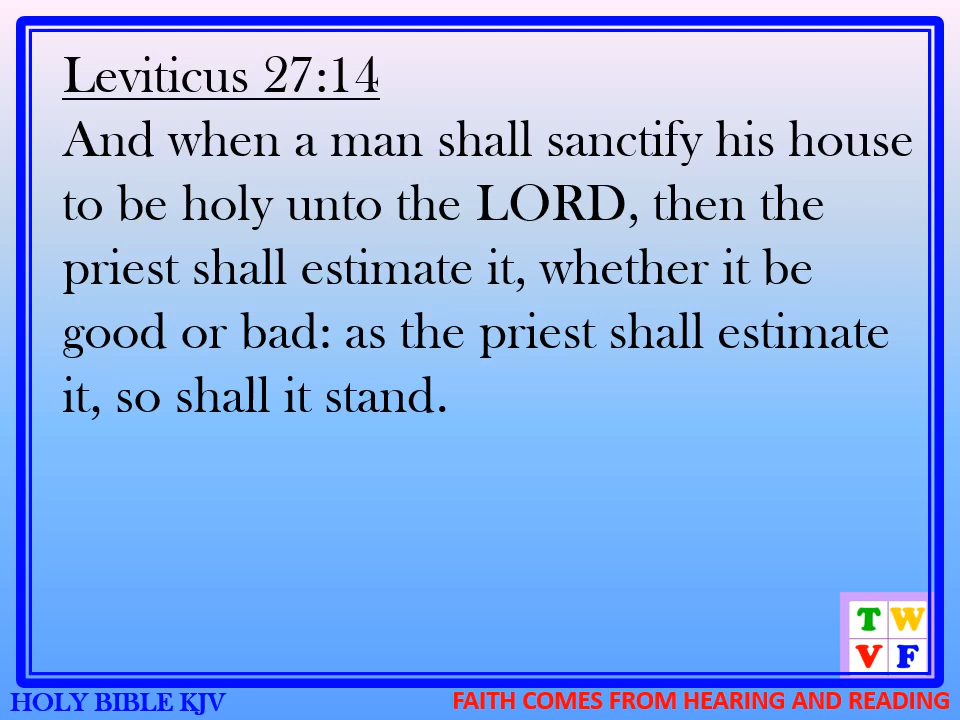 Leviticus 27:14
And when a man shall sanctify his house
to be holy unto the LORD, then the
priest shall estimate it, whether it be
good or bad: as the priest shall estimate
it, so shall it stand.
T W
V F
HOLY BIBLE KJV
FAITH COMES FROM HEARING AND READING